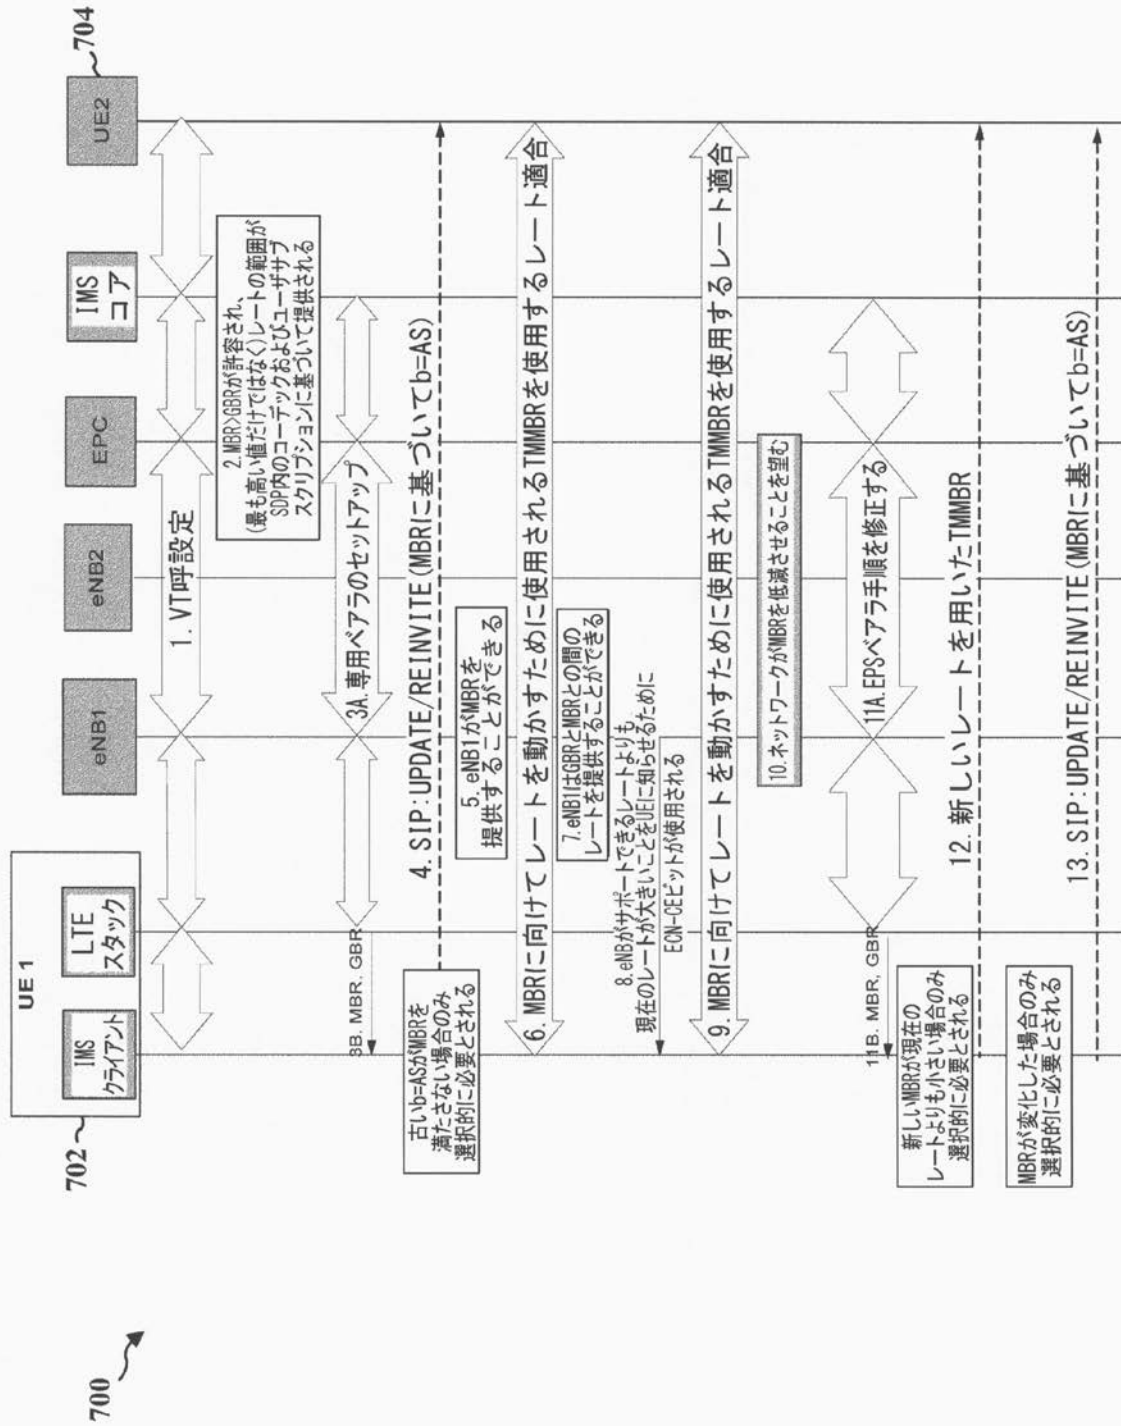 700
702
UE 1
IMS
クライアント
LTE
スタック
eNB1
eNB2
EPC
IMS
コア
UE2
704
1. VT呼設定
2.MBR>GBRが許容され、
(最も高い値だけではなく)レートの範囲が
SDP内のコーデックおよびユーザサブ
スクリプションに基づいて提供される
3A.専用ベアラのセットアップ
3B. MBR, GBR
古いb=ASがMBRを
満たさない場合のみ
選択的に必要とされる
4. SIP:UPDATE/REINVITE(MBRに基づいてb=AS)
5. eNB1がMBRを
提供することができる
6. MBRに向けてレートを動かすために使用されるTMMBRを使用するレート適合
7.eNB1はGBRとMBRとの間の
レートを提供することができる
8.eNBがサポートできるレートよりも
現在のレートが大きいことをUEに知らせるために
ECN-CEビットが使用される
9. MBRに向けてレートを動かすために使用されるTMMBRを使用するレート適合
10.ネットワークがMBRを低減させることを望む
11A.EPSベアラ手順を修正する
11B. MBR, GBR
新しいMBRが現在の
レートよりも小さい場合のみ
選択的に必要とされる
12. 新しいレートを用いたTMMBR
MBRが変化した場合のみ
選択的に必要とされる
13. SIP:UPDATE/REINVITE(MBRに基づいてb=AS)